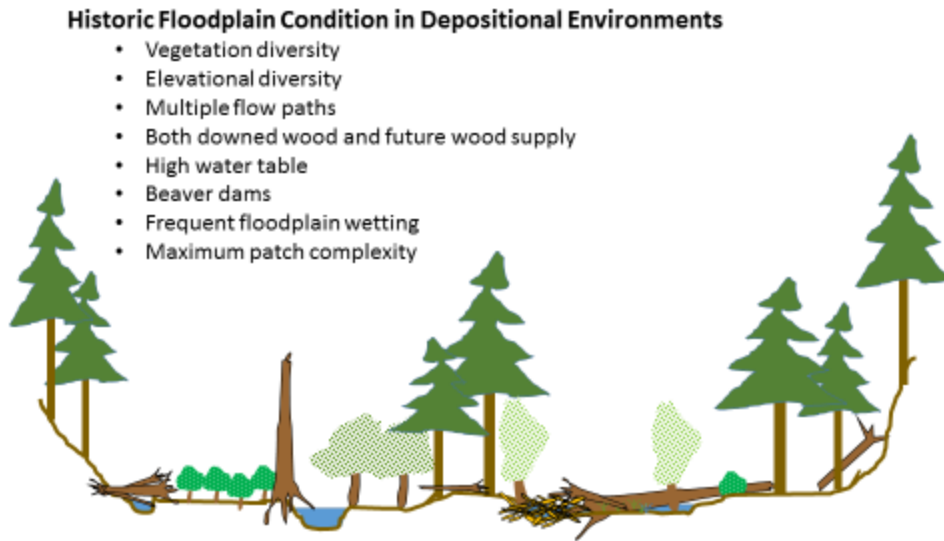 Historic Floodplain Condition in Depositional Environments
• Vegetation diversity
• Elevational diversity
• Multiple flow paths
• Both downed wood and future wood supply
• High water table
• Beaver dams
• Frequent floodplain wetting
• Maximum patch complexity